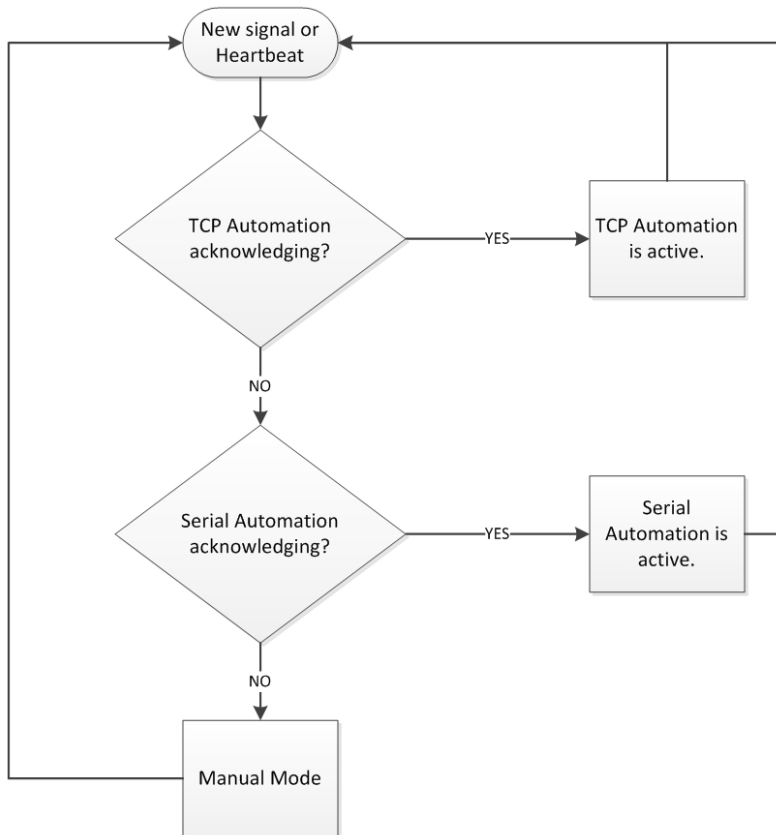 New signal or
Heartbeat
TCP Automation
acknowledging?
YES
TCP Automation
is active.
NO
Serial Automation
acknowledging?
YES
Serial
Automation is
active.
NO
Manual Mode